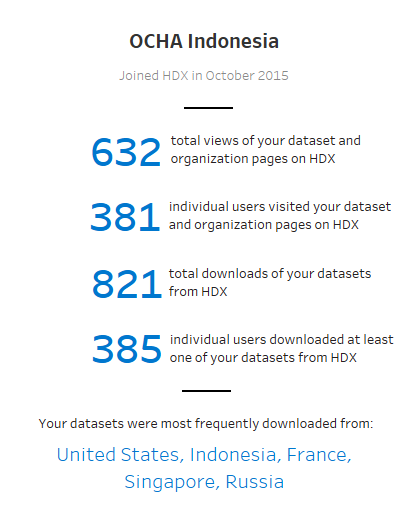 OCHA Indonesia
Joined HDX in October 2015
632 total views of your dataset and
organization pages on HDX
381 individual users visited your dataset
and organization pages on HDX
821 total downloads of your datasets
from HDX
385 individual users downloaded at least
one of your datasets from HDX
Your datasets were most frequently downloaded from:
United States, Indonesia, France,
Singapore, Russia